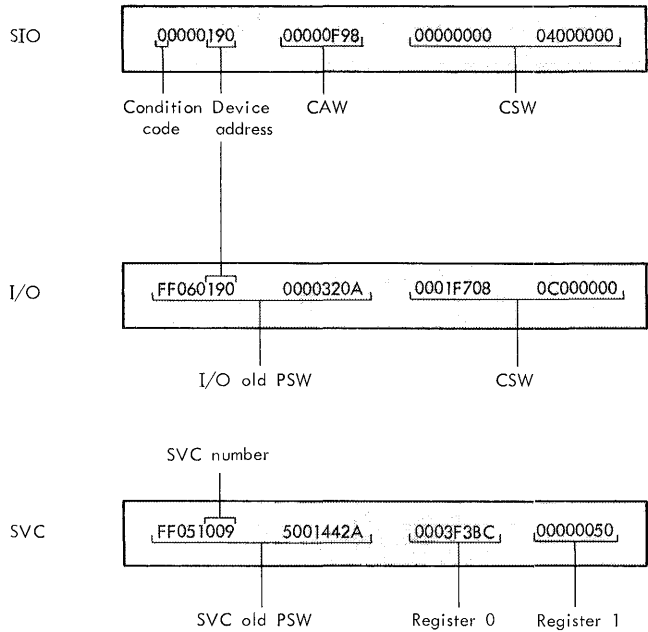 SIO
00000190 00000F98 00000000 04000000
Condition code
Device address
CAW
CSW
I/O
FF060190 0000320A 0001F708 0C000000
I/O old PSW
CSW
SVC number
SVC
FF051009 5001442A 0003F3BC 00000050
SVC old PSW
Register 0
Register 1